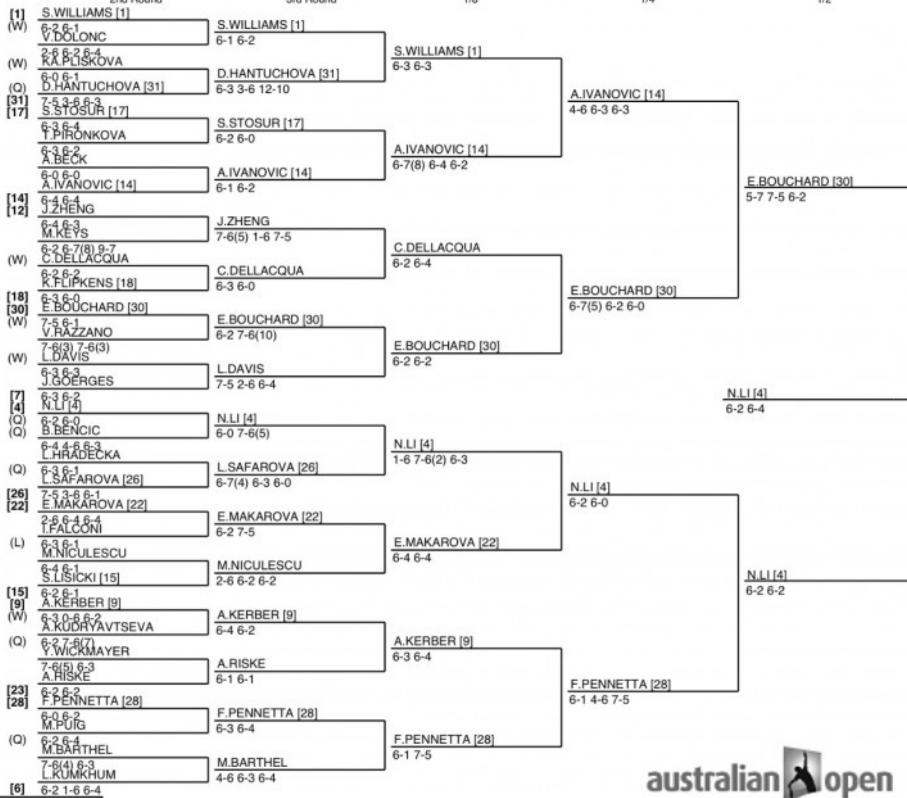 2nd Round 3rd Round 1/8 1/4 1/2
[1] S.WILLIAMS [1]
(W) 6-2 6-1
V.DOLONC
2-6 6-2 6-4
(W) KA.PLISKOVA
6-0 6-1
(Q) D.HANTUCHOVA [31]
[31] 7-5 3-6 6-3
[17] S.STOSUR [17]
6-3 6-4
T.PIRONKOVA
6-3 6-2
A.BECK
6-0 6-0
A.IVANOVIC [14]
[14] 6-4 6-4
[12] J.ZHENG
6-4 6-3
M.KEYS
6-2 6-7(8) 9-7
(W) C.DELLACQUA
6-2 6-2
K.FLIPKENS [18]
[18] 6-3 6-0
[30] E.BOUCHARD [30]
(W) 7-5 6-1
V.RAZZANO
7-6(3) 7-6(3)
(W) L.DAVIS
6-3 6-3
J.GOERGES
[7] 6-3 6-2
[4] N.LI [4]
(Q) 6-2 6-0
(Q) B.BENCIC
6-4 4-6 6-3
L.HRADECKA
(Q) 6-3 6-1
L.SAFAROVA [26]
[26] 7-5 3-6 6-1
[22] E.MAKAROVA [22]
2-6 6-4 6-4
I.FALCONI
(L) 6-3 6-1
M.NICULESCU
6-4 6-1
S.LISICKI [15]
[15] 6-2 6-1
[9] A.KERBER [9]
(W) 6-3 0-6 6-2
A.KUDRYAVTSEVA
(Q) 6-2 7-6(7)
Y.WICKMAYER
7-6(5) 6-3
A.RISKE
[23] 6-2 6-2
[28] F.PENNETTA [28]
6-0 6-2
M.PUIG
(Q) 6-2 6-4
M.BARTHEL
7-6(4) 6-3
L.KUMKHUM
[6] 6-2 1-6 6-4
S.WILLIAMS [1]
6-1 6-2
D.HANTUCHOVA [31]
6-3 3-6 12-10
S.STOSUR [17]
6-2 6-0
A.IVANOVIC [14]
6-1 6-2
J.ZHENG
7-6(5) 1-6 7-5
C.DELLACQUA
6-3 6-0
E.BOUCHARD [30]
6-2 7-6(10)
L.DAVIS
7-5 2-6 6-4
N.LI [4]
6-0 7-6(5)
L.SAFAROVA [26]
6-7(4) 6-3 6-0
E.MAKAROVA [22]
6-2 7-5
M.NICULESCU
2-6 6-2 6-2
A.KERBER [9]
6-4 6-2
A.RISKE
6-1 6-1
F.PENNETTA [28]
6-3 6-4
M.BARTHEL
4-6 6-3 6-4
S.WILLIAMS [1]
6-3 6-3
A.IVANOVIC [14]
6-7(8) 6-4 6-2
C.DELLACQUA
6-2 6-4
E.BOUCHARD [30]
6-2 6-2
N.LI [4]
1-6 7-6(2) 6-3
E.MAKAROVA [22]
6-4 6-4
A.KERBER [9]
6-3 6-4
F.PENNETTA [28]
6-1 7-5
A.IVANOVIC [14]
4-6 6-3 6-3
E.BOUCHARD [30]
6-7(5) 6-2 6-0
N.LI [4]
6-2 6-0
F.PENNETTA [28]
6-1 4-6 7-5
E.BOUCHARD [30]
5-7 7-5 6-2
N.LI [4]
6-2 6-2
N.LI [4]
6-2 6-4
australian open